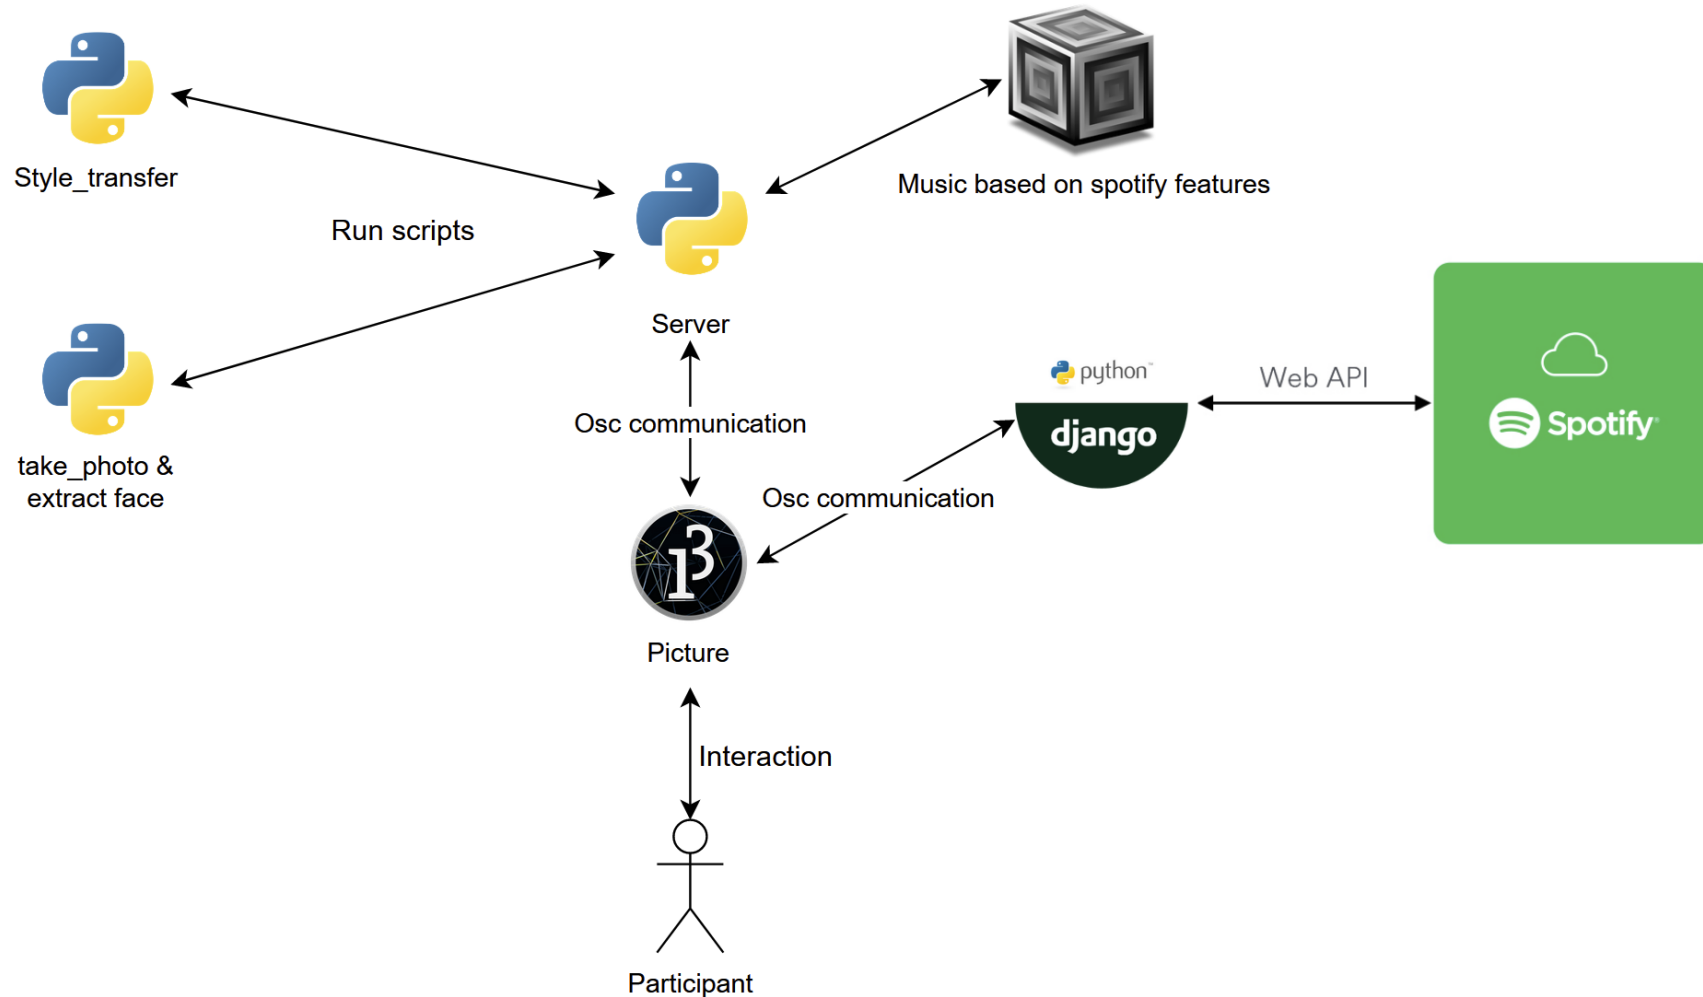 Style_transfer
Music based on spotify features
Run scripts
Server
python
Web API
django
Spotify
Osc communication
take_photo &
extract face
Osc communication
13
Picture
Interaction
Participant